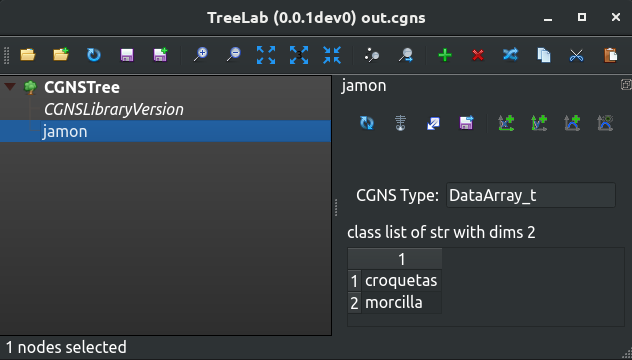 TreeLab (0.0.1dev0) out.cgns
CGNSTree
CGNSLibraryVersion
jamon
jamon
CGNS Type: DataArray_t
class list of str with dims 2
1
1 croquetas
2 morcilla
1 nodes selected